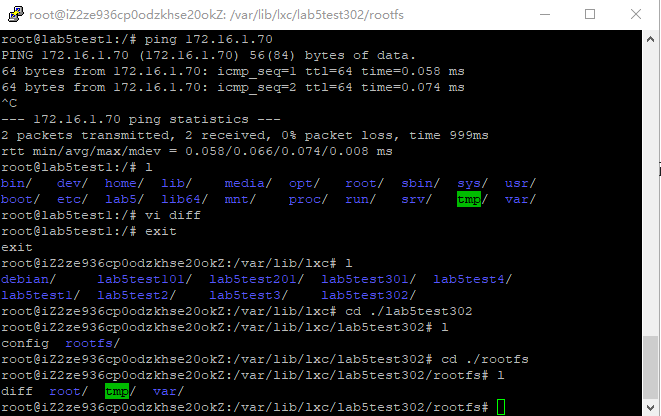 root@iZ2ze936cp0odzkhse20okZ: /var/lib/lxc/lab5test302/rootfs
root@lab5test1:/# ping 172.16.1.70
PING 172.16.1.70 (172.16.1.70) 56(84) bytes of data.
64 bytes from 172.16.1.70: icmp_seq=1 ttl=64 time=0.058 ms
64 bytes from 172.16.1.70: icmp_seq=2 ttl=64 time=0.074 ms
^C
--- 172.16.1.70 ping statistics ---
2 packets transmitted, 2 received, 0% packet loss, time 999ms
rtt min/avg/max/mdev = 0.058/0.066/0.074/0.008 ms
root@lab5test1:/# l
bin/ dev/ home/ lib/ media/ opt/ root/ sbin/ sys/ usr/
boot/ etc/ lab5/ lib64/ mnt/ proc/ run/ srv/ tmp/ var/
root@lab5test1:/# vi diff
root@lab5test1:/# exit
exit
root@iZ2ze936cp0odzkhse20okZ:/var/lib/lxc# l
debian/ lab5test101/ lab5test201/ lab5test301/ lab5test4/
lab5test1/ lab5test2/ lab5test3/ lab5test302/
root@iZ2ze936cp0odzkhse20okZ:/var/lib/lxc# cd ./lab5test302
root@iZ2ze936cp0odzkhse20okZ:/var/lib/lxc/lab5test302# l
config rootfs/
root@iZ2ze936cp0odzkhse20okZ:/var/lib/lxc/lab5test302# cd ./rootfs
root@iZ2ze936cp0odzkhse20okZ:/var/lib/lxc/lab5test302/rootfs# l
diff root/ tmp/ var/
root@iZ2ze936cp0odzkhse20okZ:/var/lib/lxc/lab5test302/rootfs#